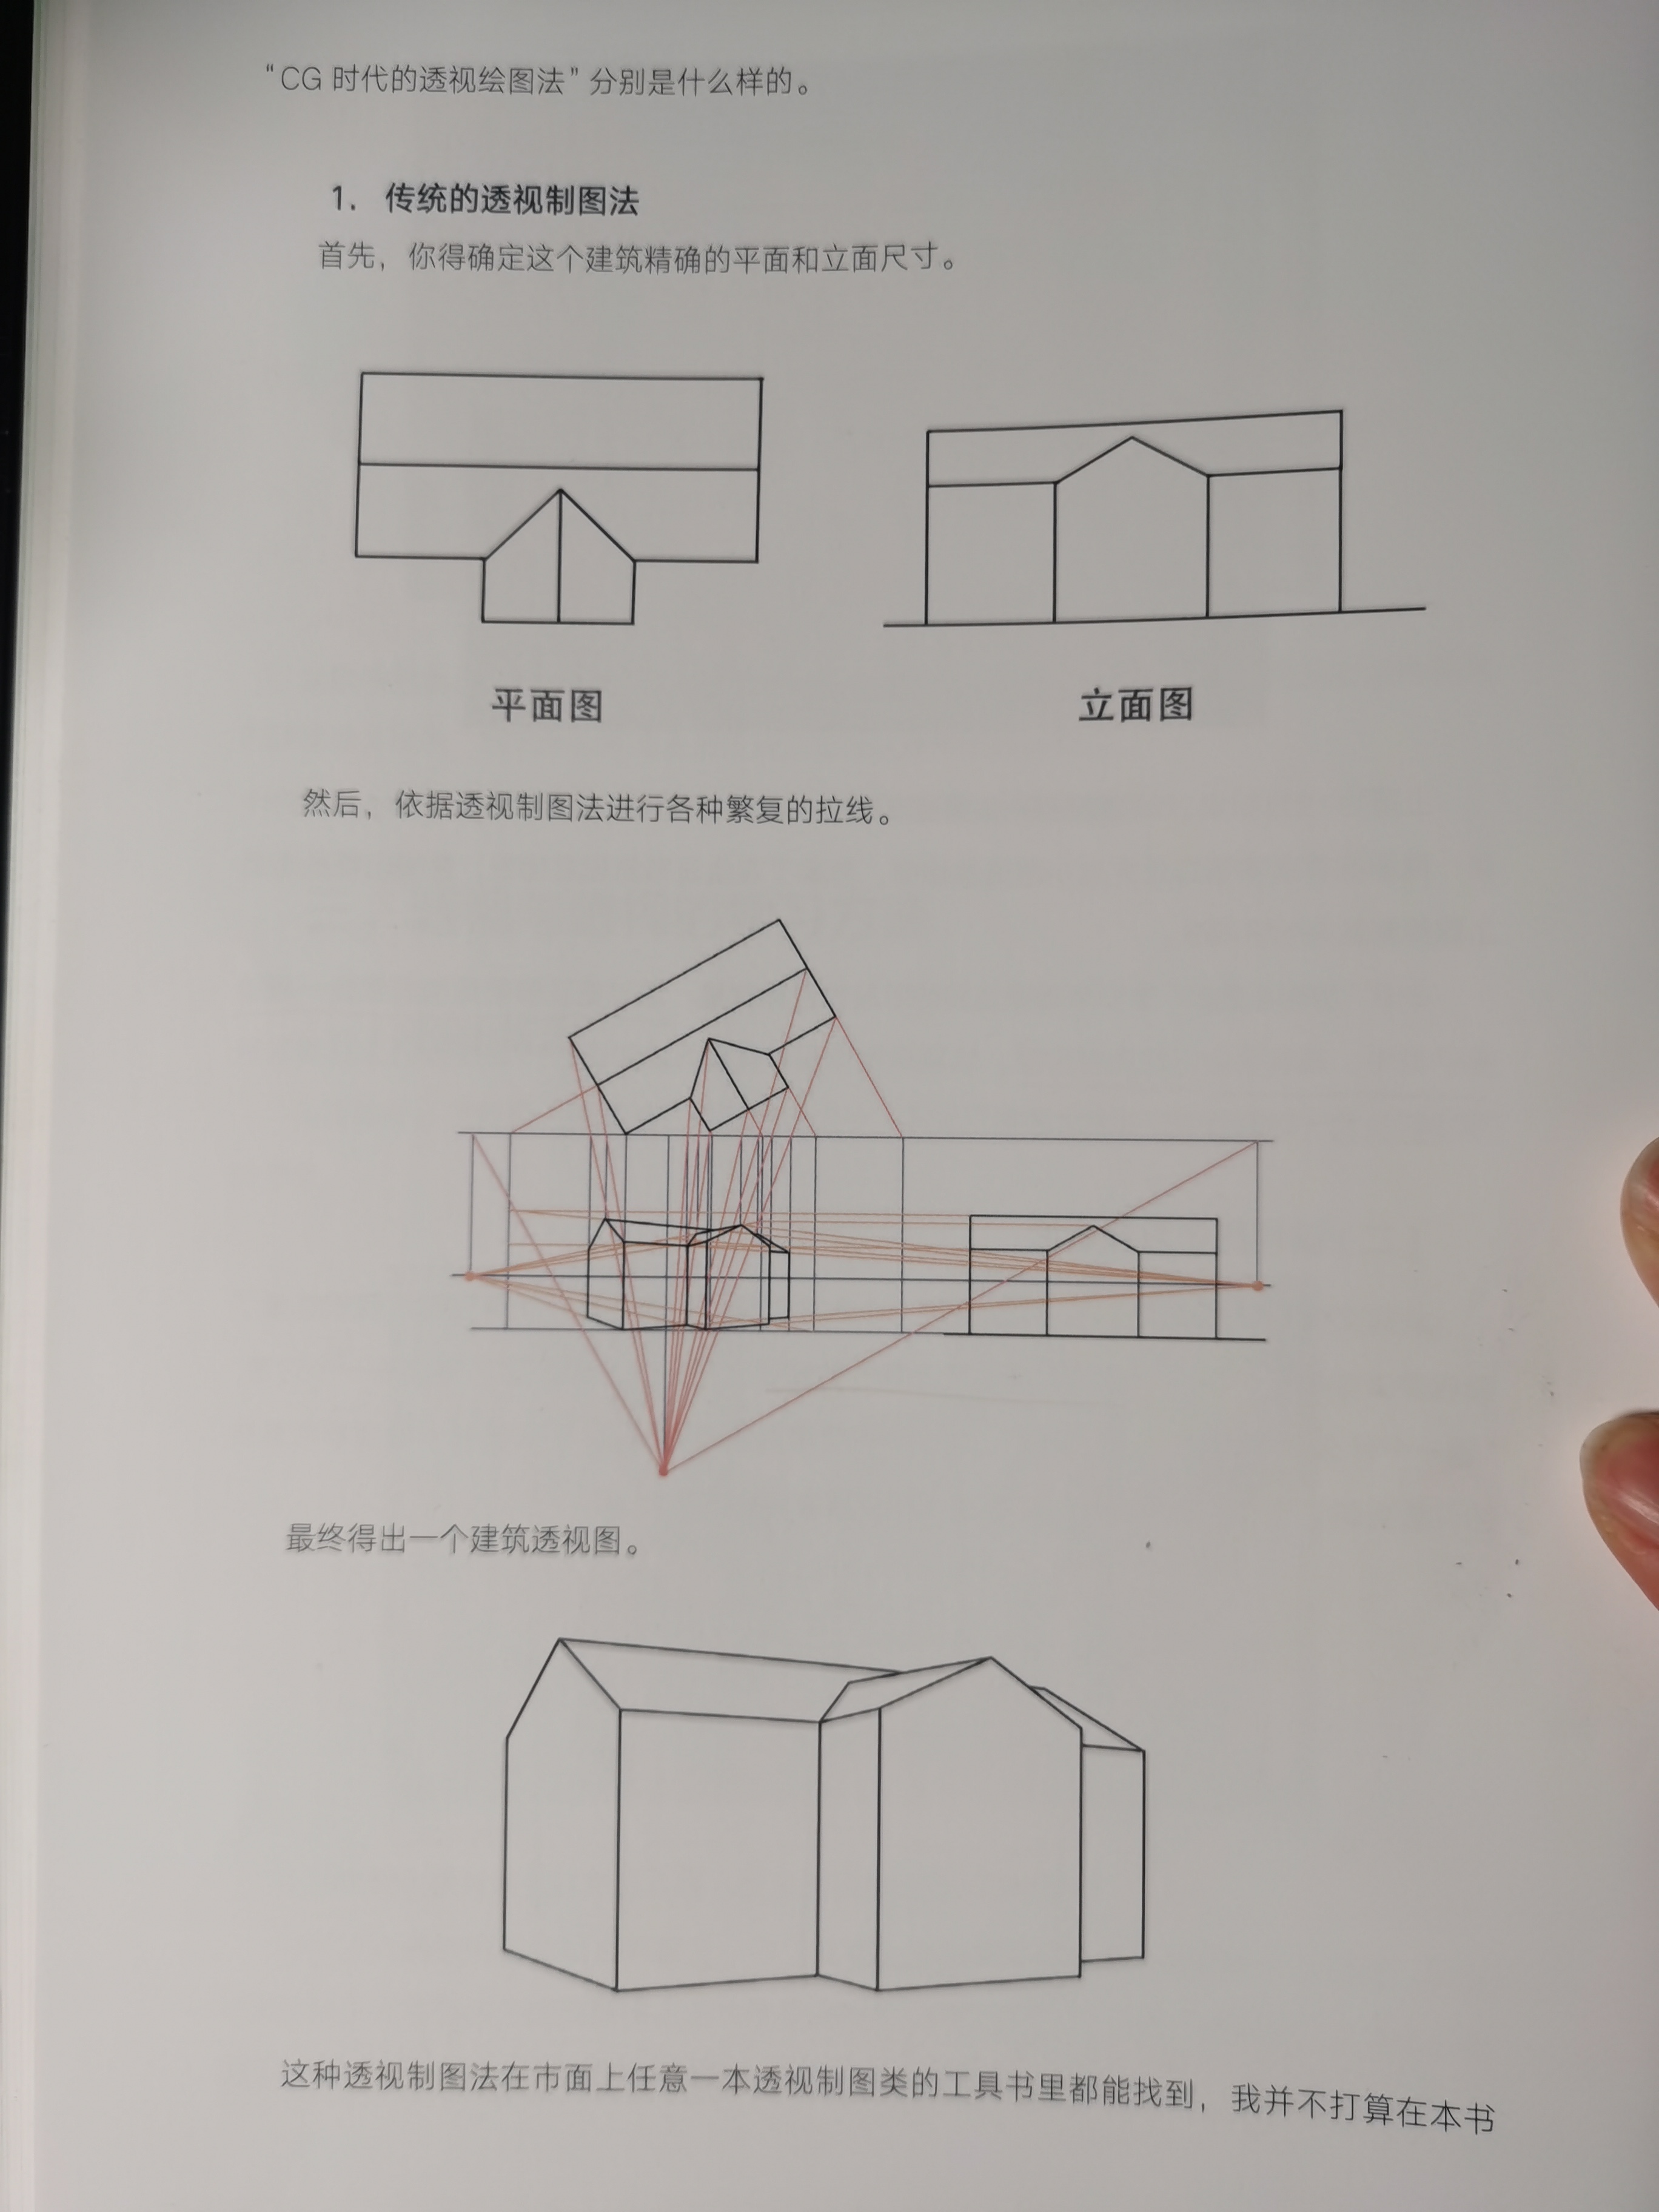 “CG 时代的透视绘图法” 分别是什么样的。
1. 传统的透视制图法
首先，你得确定这个建筑精确的平面和立面尺寸。
平面图
立面图
然后，依据透视制图法进行各种繁复的拉线。
最终得出一个建筑透视图。
这种透视制图法在市面上任意一本透视制图类的工具书里都能找到，我并不打算在本书